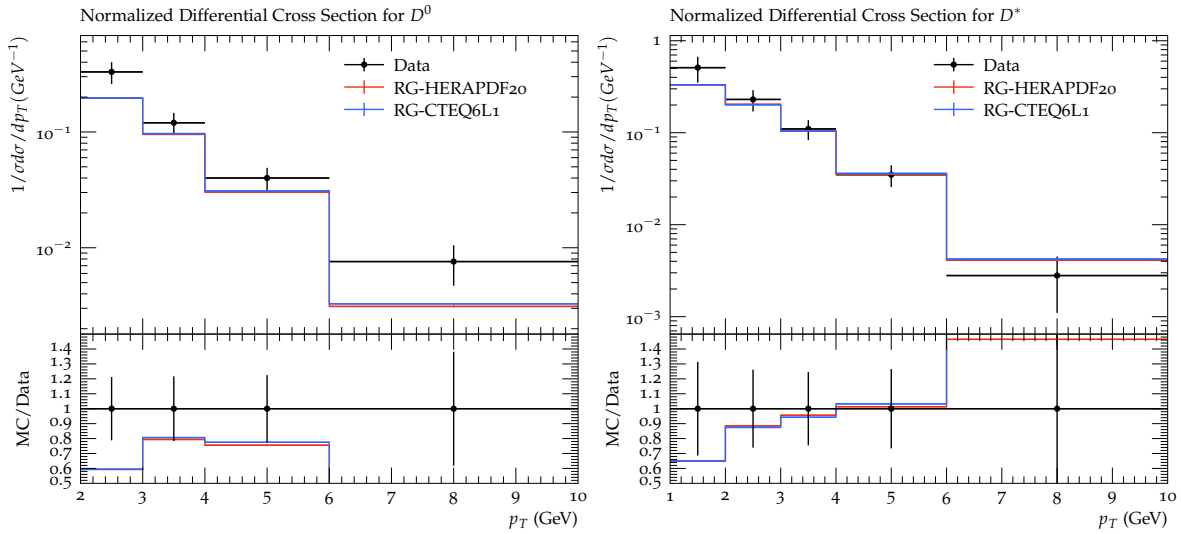 Normalized Differential Cross Section for D⁰
1/σdσ/dp_T(GeV⁻¹)
Data
RG-HERAPDF20
RG-CTEQ6L1
10⁻¹
10⁻²
MC/Data
1.4
1.3
1.2
1.1
1
0.9
0.8
0.7
0.6
0.5
2 3 4 5 6 7 8 9 10
p_T (GeV)
Normalized Differential Cross Section for D*
1/σdσ/dp_T(GeV⁻¹)
Data
RG-HERAPDF20
RG-CTEQ6L1
1
10⁻¹
10⁻²
10⁻³
MC/Data
1.4
1.3
1.2
1.1
1
0.9
0.8
0.7
0.6
0.5
1 2 3 4 5 6 7 8 9 10
p_T (GeV)